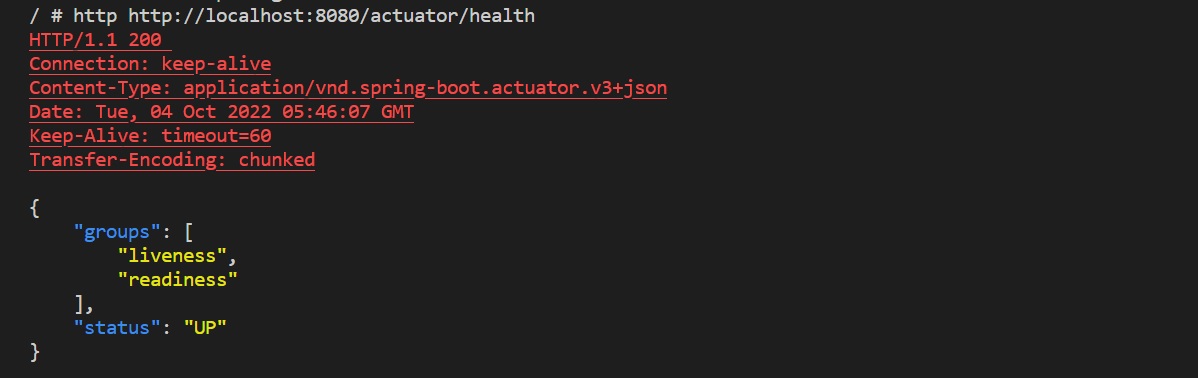 / # http http://localhost:8080/actuator/health
HTTP/1.1 200
Connection: keep-alive
Content-Type: application/vnd.spring-boot.actuator.v3+json
Date: Tue, 04 Oct 2022 05:46:07 GMT
Keep-Alive: timeout=60
Transfer-Encoding: chunked

{
    "groups": [
        "liveness",
        "readiness"
    ],
    "status": "UP"
}